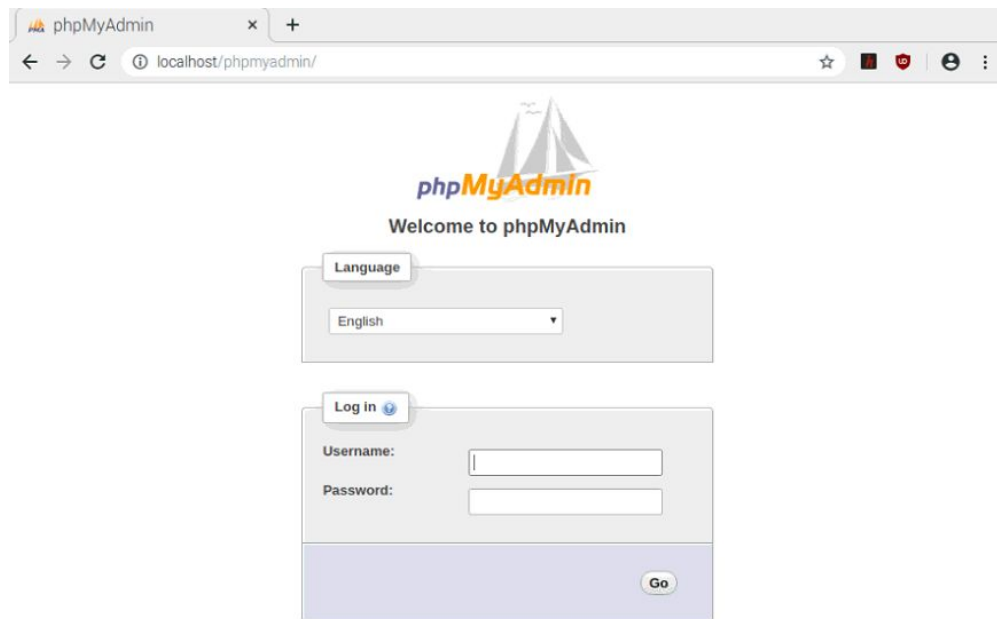 phpMyAdmin
localhost/phpmyadmin/
phpMyAdmin
Welcome to phpMyAdmin
Language
English
Log in
Username:
Password:
Go